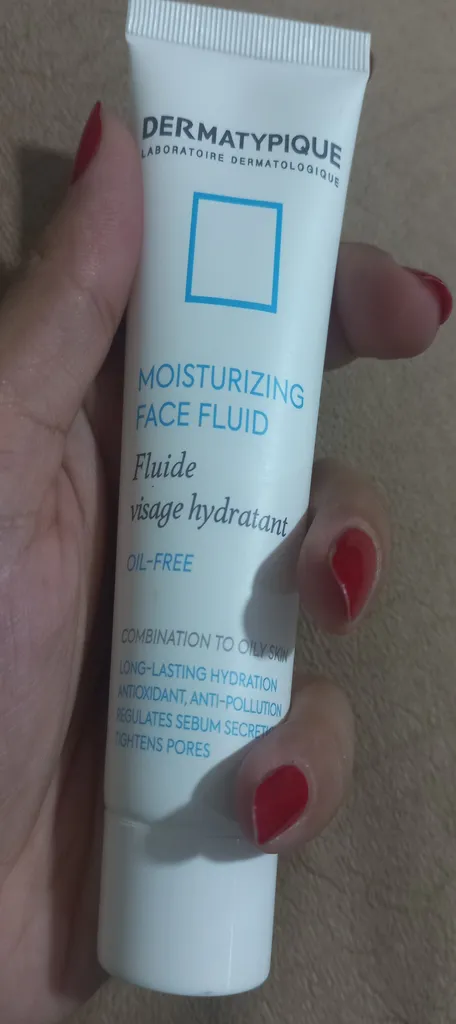 DERMATYPIQUE
LABORATOIRE DERMATOLOGIQUE
MOISTURIZING
FACE FLUID
Fluide
visage hydratant
OIL-FREE
COMBINATION TO OILY SKIN
LONG-LASTING HYDRATION
ANTIOXIDANT, ANTI-POLLUTION
REGULATES SEBUM
TIGHTENS PORES